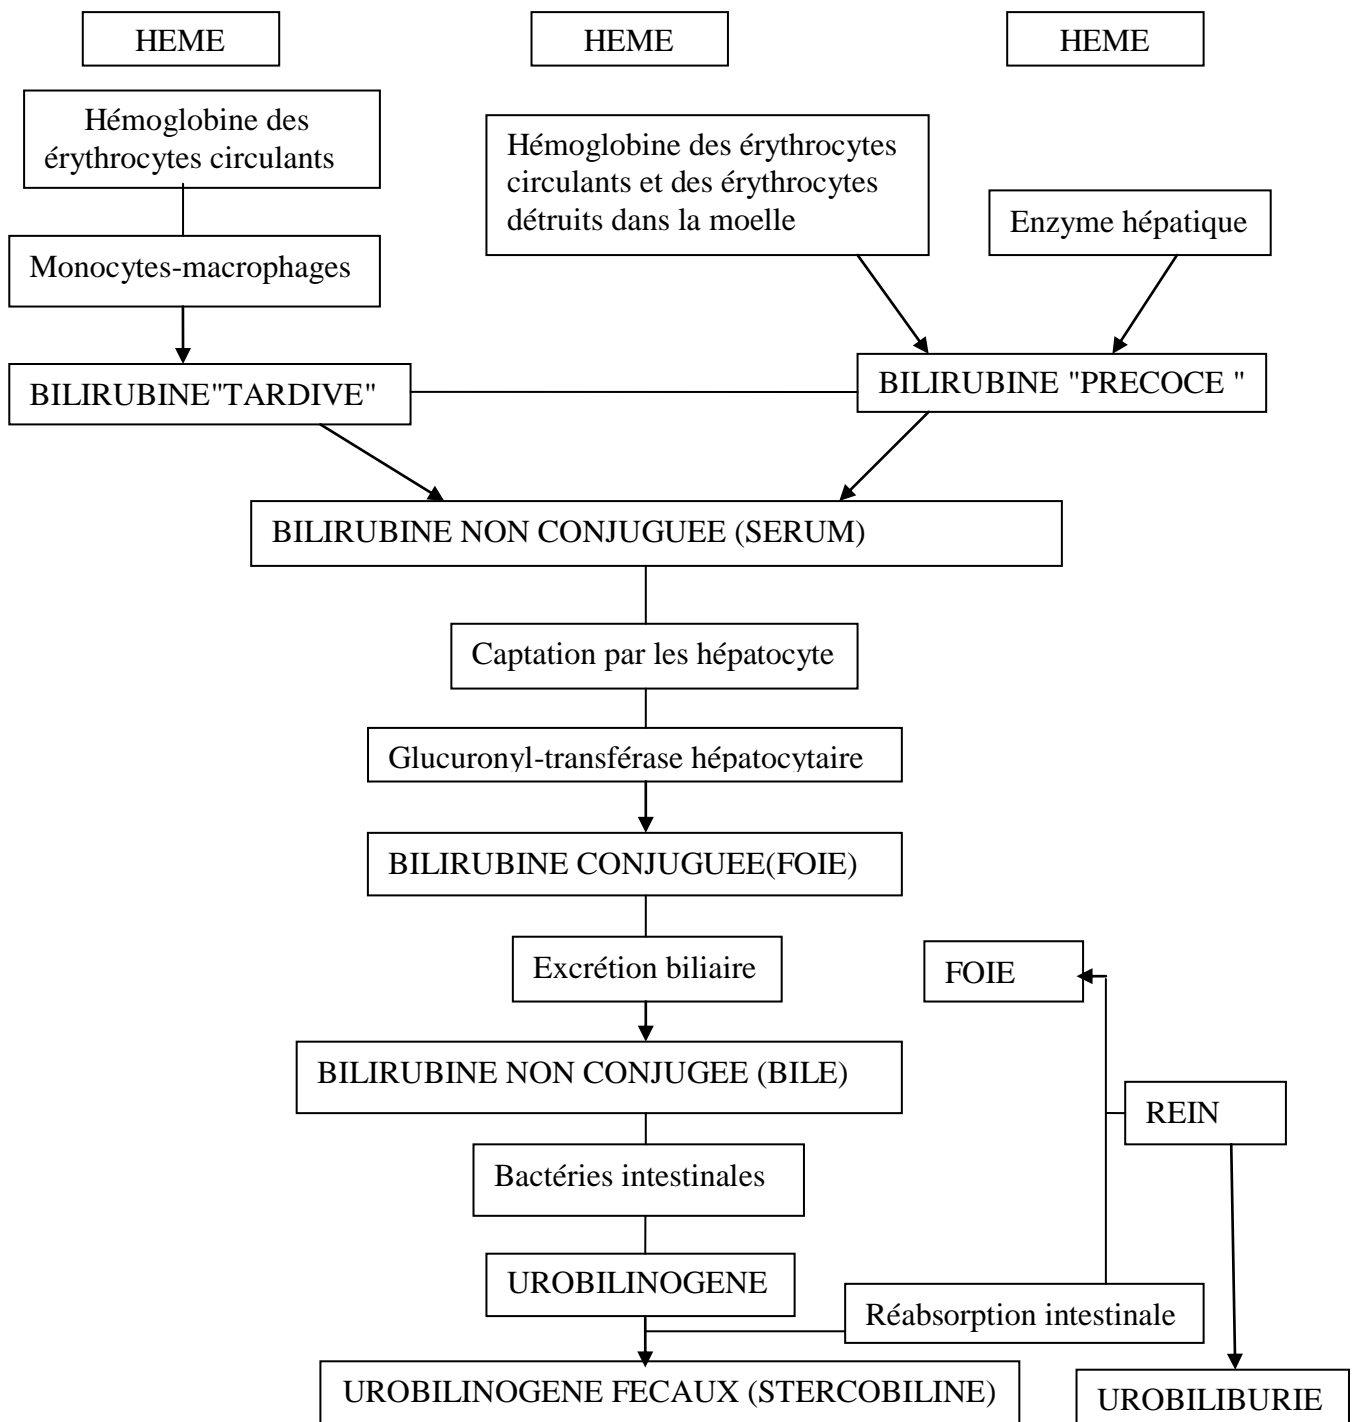 HEME
HEME
HEME
Hémoglobine des
érythrocytes circulants
Hémoglobine des érythrocytes
circulants et des érythrocytes
détruits dans la moelle
Enzyme hépatique
Monocytes-macrophages
BILIRUBINE"TARDIVE"
BILIRUBINE "PRECOCE "
BILIRUBINE NON CONJUGUEE (SERUM)
Captation par les hépatocyte
Glucuronyl-transférase hépatocytaire
BILIRUBINE CONJUGUEE(FOIE)
Excrétion biliaire
FOIE
BILIRUBINE NON CONJUGEE (BILE)
REIN
Bactéries intestinales
UROBILINOGENE
Réabsorption intestinale
UROBILINOGENE FECAUX (STERCOBILINE)
UROBILIBURIE